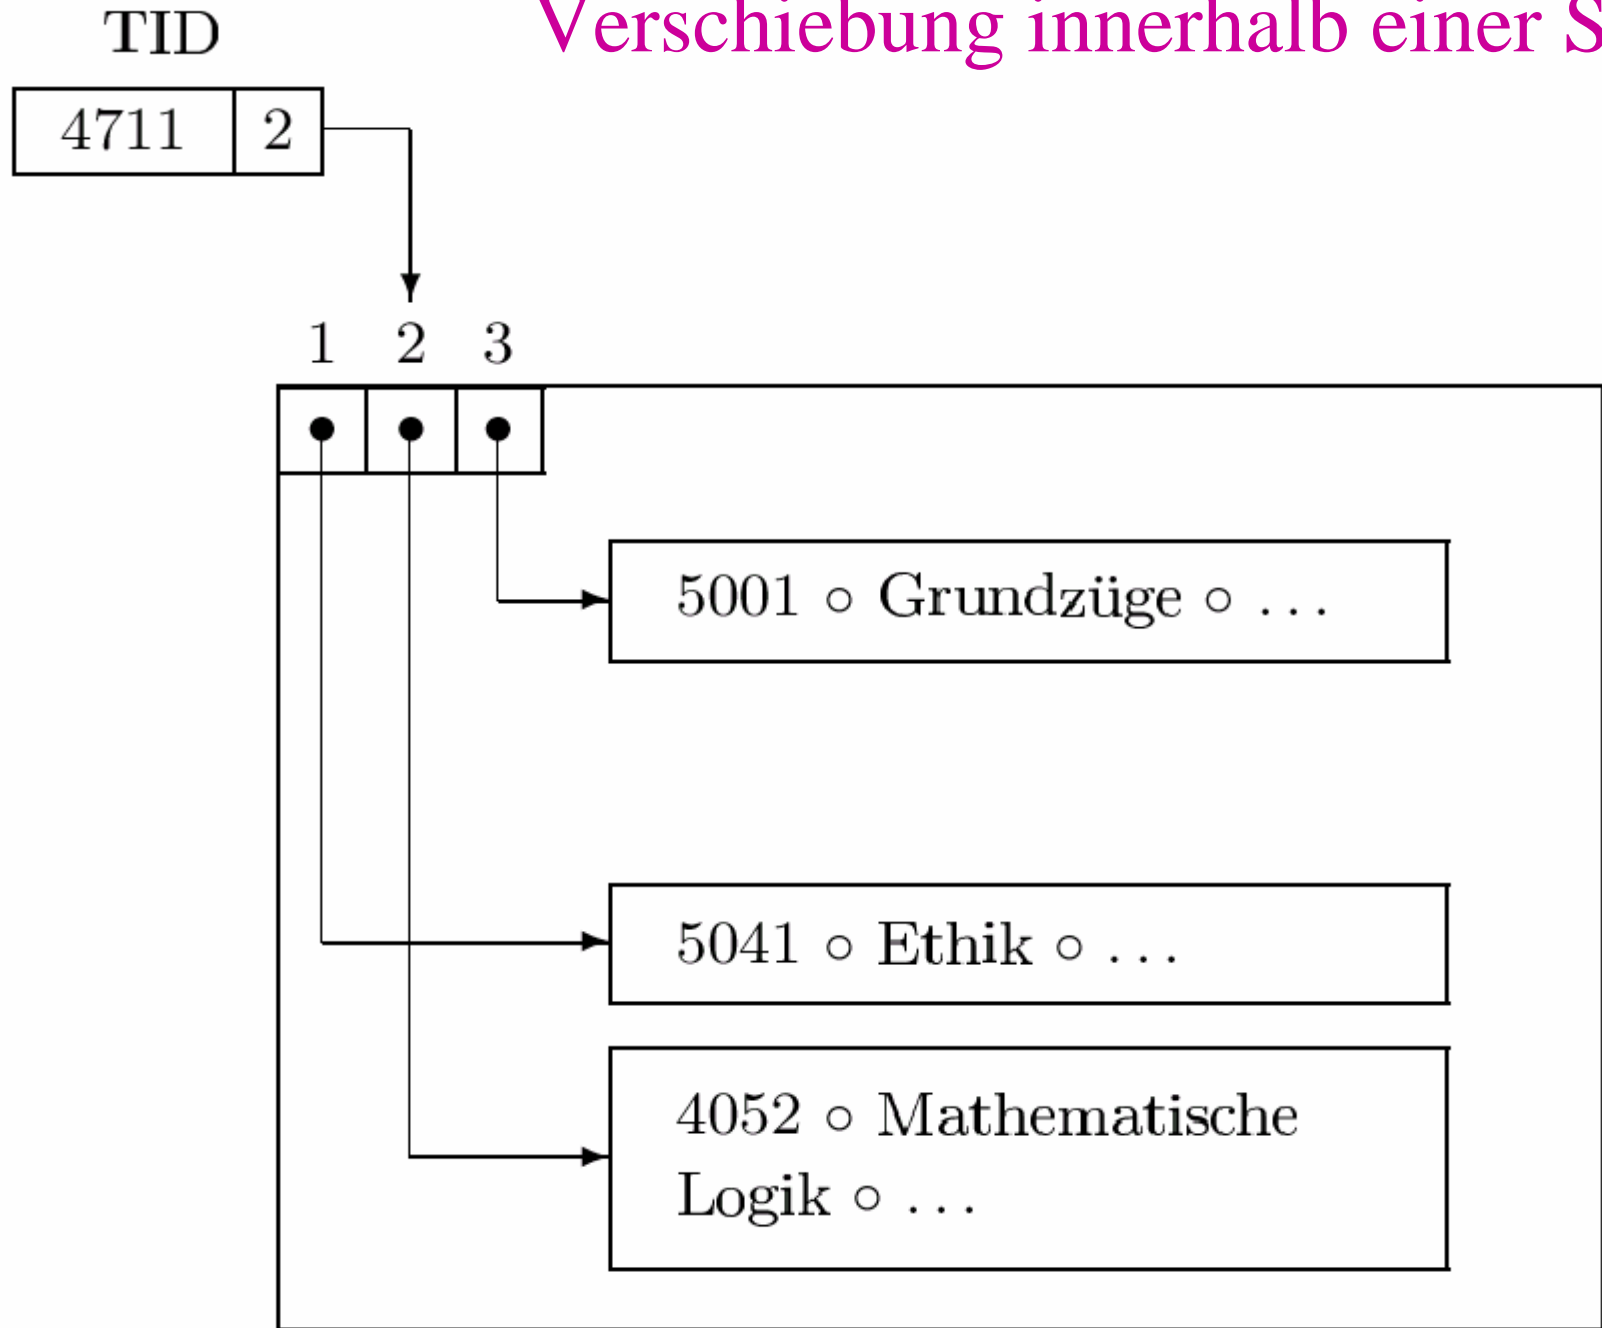 TID
Verschiebung innerhalb einer S
4711 2
1 2 3
5001 ∘ Grundzüge ∘ ...
5041 ∘ Ethik ∘ ...
4052 ∘ Mathematische
Logik ∘ ...